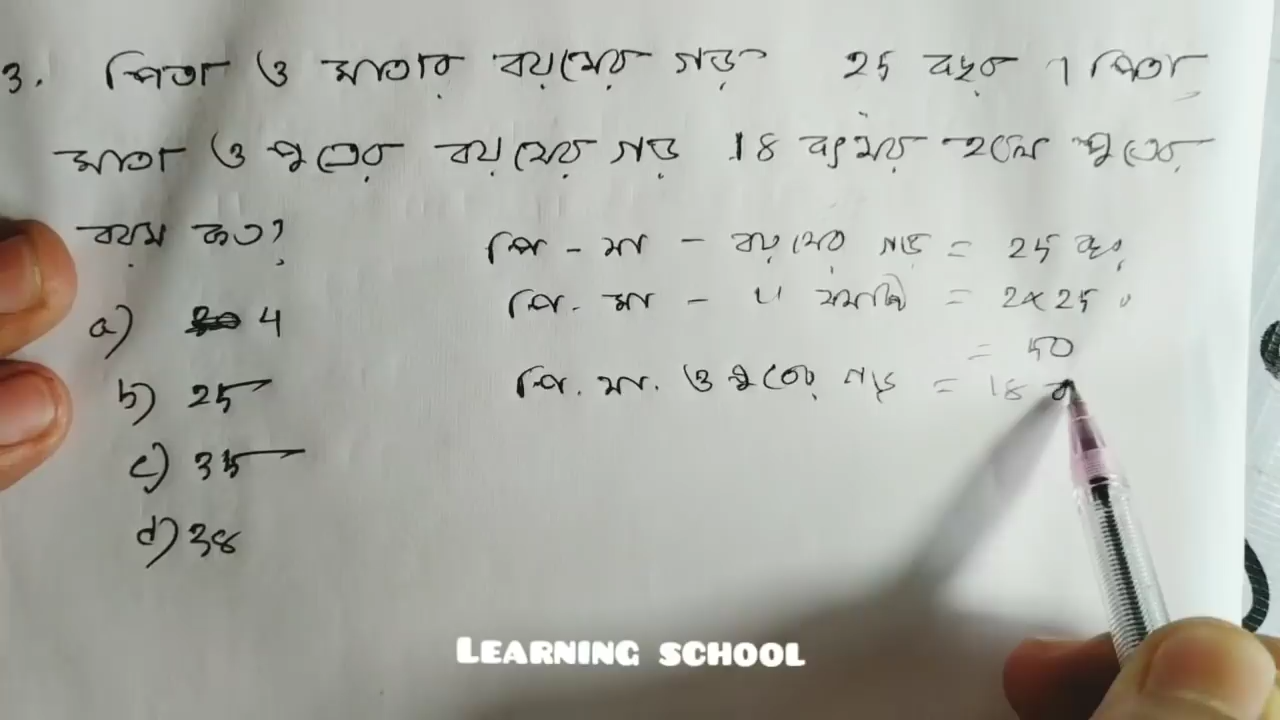 3. পিতা ও মাতার বয়সের গড় 25 বছর । পিতা
মাতা ও পুত্রের বয়সের গড় 18 বৎসর হলে পুত্রের
বয়স কত?
a) 4
b) 25
c) 35
d) 38
পি - মা - বয়সের গড় = 25 বছর
পি. মা - " সমষ্টি = 2x25
= 50
পি. মা. ও পুত্রের গড় = 18 ব
LEARNING SCHOOL